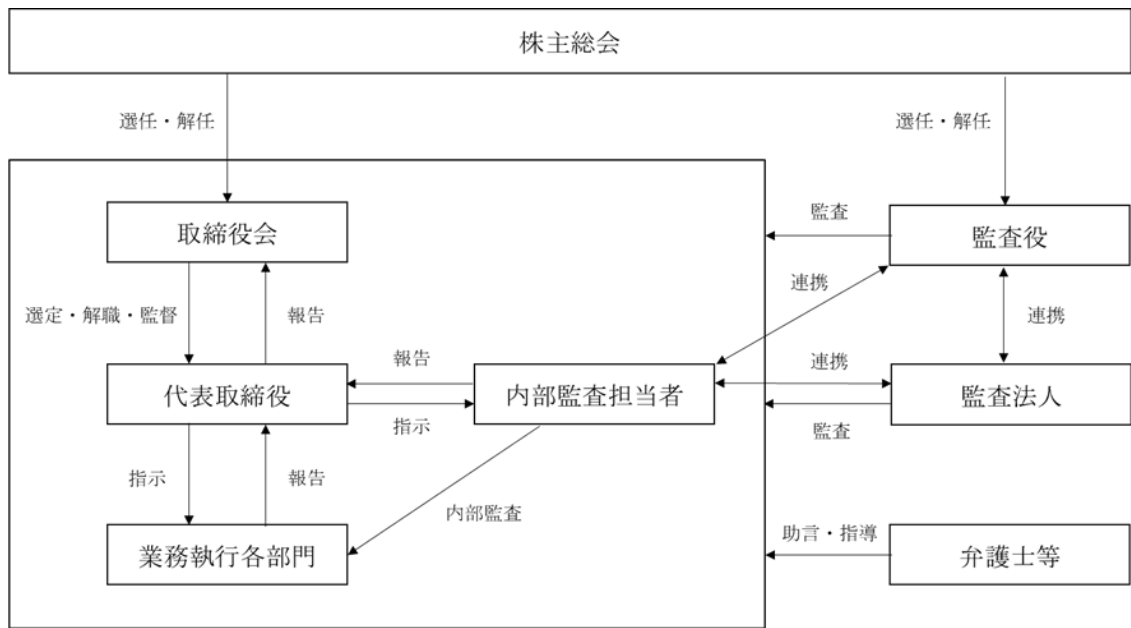 株主総会
選任・解任
選任・解任
取締役会
監査
監査役
連携
選定・解職・監督
報告
連携
代表取締役
報告
指示
内部監査担当者
連携
監査
監査法人
指示
報告
内部監査
業務執行各部門
助言・指導
弁護士等